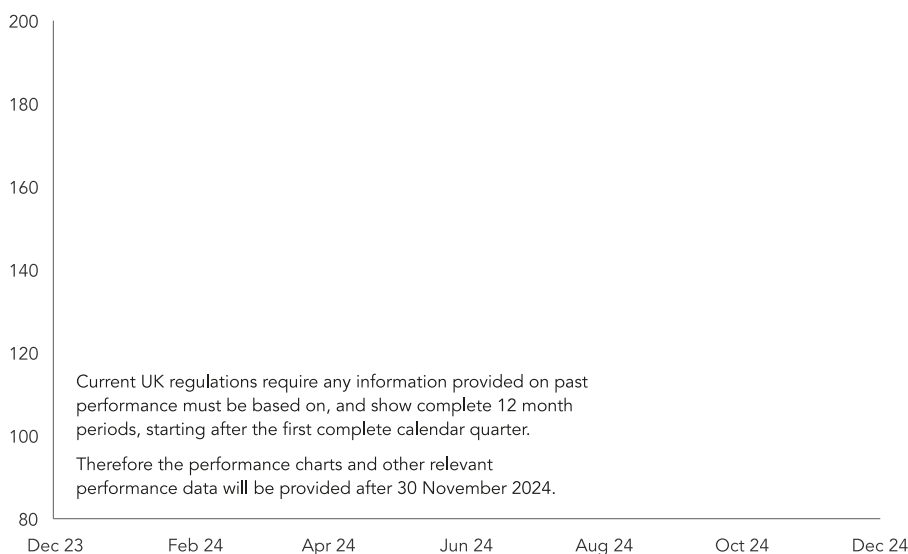 200
180
160
140
120
Current UK regulations require any information provided on past
performance must be based on, and show complete 12 month
periods, starting after the first complete calendar quarter.
100
Therefore the performance charts and other relevant
performance data will be provided after 30 November 2024.
80
Dec 23 Feb 24 Apr 24 Jun 24 Aug 24 Oct 24 Dec 24